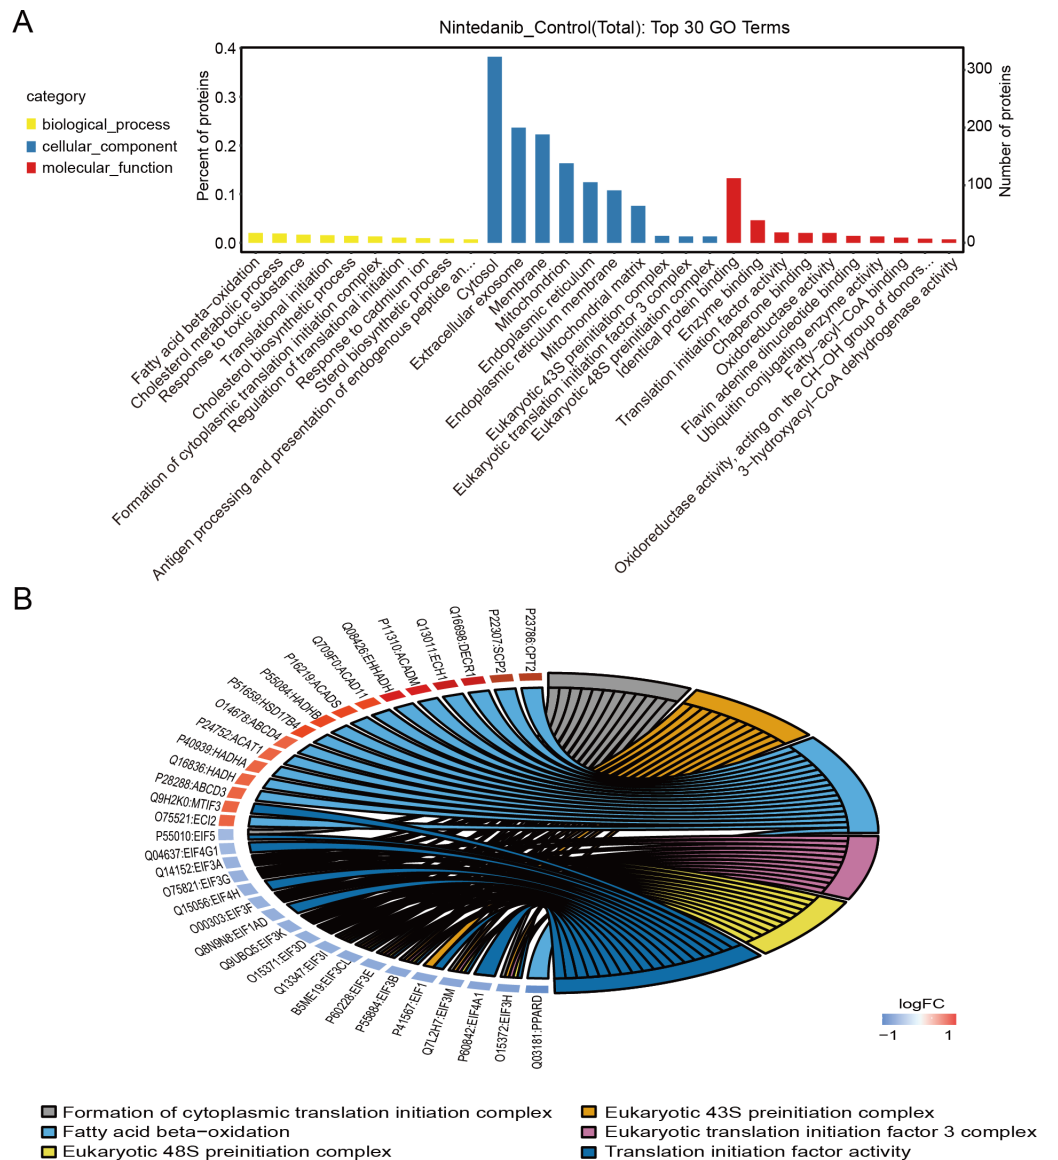 A
Nintedanib_Control(Total): Top 30 GO Terms
category
biological_process
cellular_component
molecular_function
Percent of proteins
0.4
0.3
0.2
0.1
0.0
Number of proteins
300
200
100
0
Fatty acid beta−oxidation
Cholesterol metabolic process
Response to toxic substance
Translational initiation
Cholesterol biosynthetic process
Formation of cytoplasmic translation initiation complex
Regulation of translational initiation
Response to cadmium ion
Sterol biosynthetic process
Antigen processing and presentation of endogenous peptide an...
Cytosol
Extracellular exosome
Membrane
Mitochondrion
Endoplasmic reticulum
Endoplasmic reticulum membrane
Mitochondrial matrix
Eukaryotic 43S preinitiation complex
Eukaryotic translation initiation factor 3 complex
Eukaryotic 48S preinitiation complex
Identical protein binding
Enzyme binding
Translation initiation factor activity
Chaperone binding
Oxidoreductase activity
Flavin adenine dinucleotide binding
Ubiquitin conjugating enzyme activity
Fatty−acyl−CoA binding
Oxidoreductase activity, acting on the CH−OH group of donors...
3−hydroxyacyl−CoA dehydrogenase activity
B
P23786:CPT2
P22307:SCP2
Q16698:DECR1
Q13011:ECH1
P11310:ACADM
Q08426:EHHADH
Q709F0:ACAD11
P16219:ACADS
P55084:HADHB
P51659:HSD17B4
O14678:ABCD4
P24752:ACAT1
P40939:HADHA
Q16836:HADH
P28288:ABCD3
Q9H2K0:MTIF3
O75521:ECI2
P55010:EIF5
Q04637:EIF4G1
Q14152:EIF3A
O75821:EIF3G
Q15056:EIF4H
O00303:EIF3F
Q8N9N8:EIF1AD
Q9UBQ5:EIF3K
O15371:EIF3D
Q13347:EIF3I
B5ME19:EIF3CL
P60228:EIF3E
P55884:EIF3B
P41567:EIF1
Q7L2H7:EIF3M
P60842:EIF4A1
O15372:EIF3H
Q03181:PPARD
logFC
−1 1
Formation of cytoplasmic translation initiation complex
Fatty acid beta−oxidation
Eukaryotic 48S preinitiation complex
Eukaryotic 43S preinitiation complex
Eukaryotic translation initiation factor 3 complex
Translation initiation factor activity